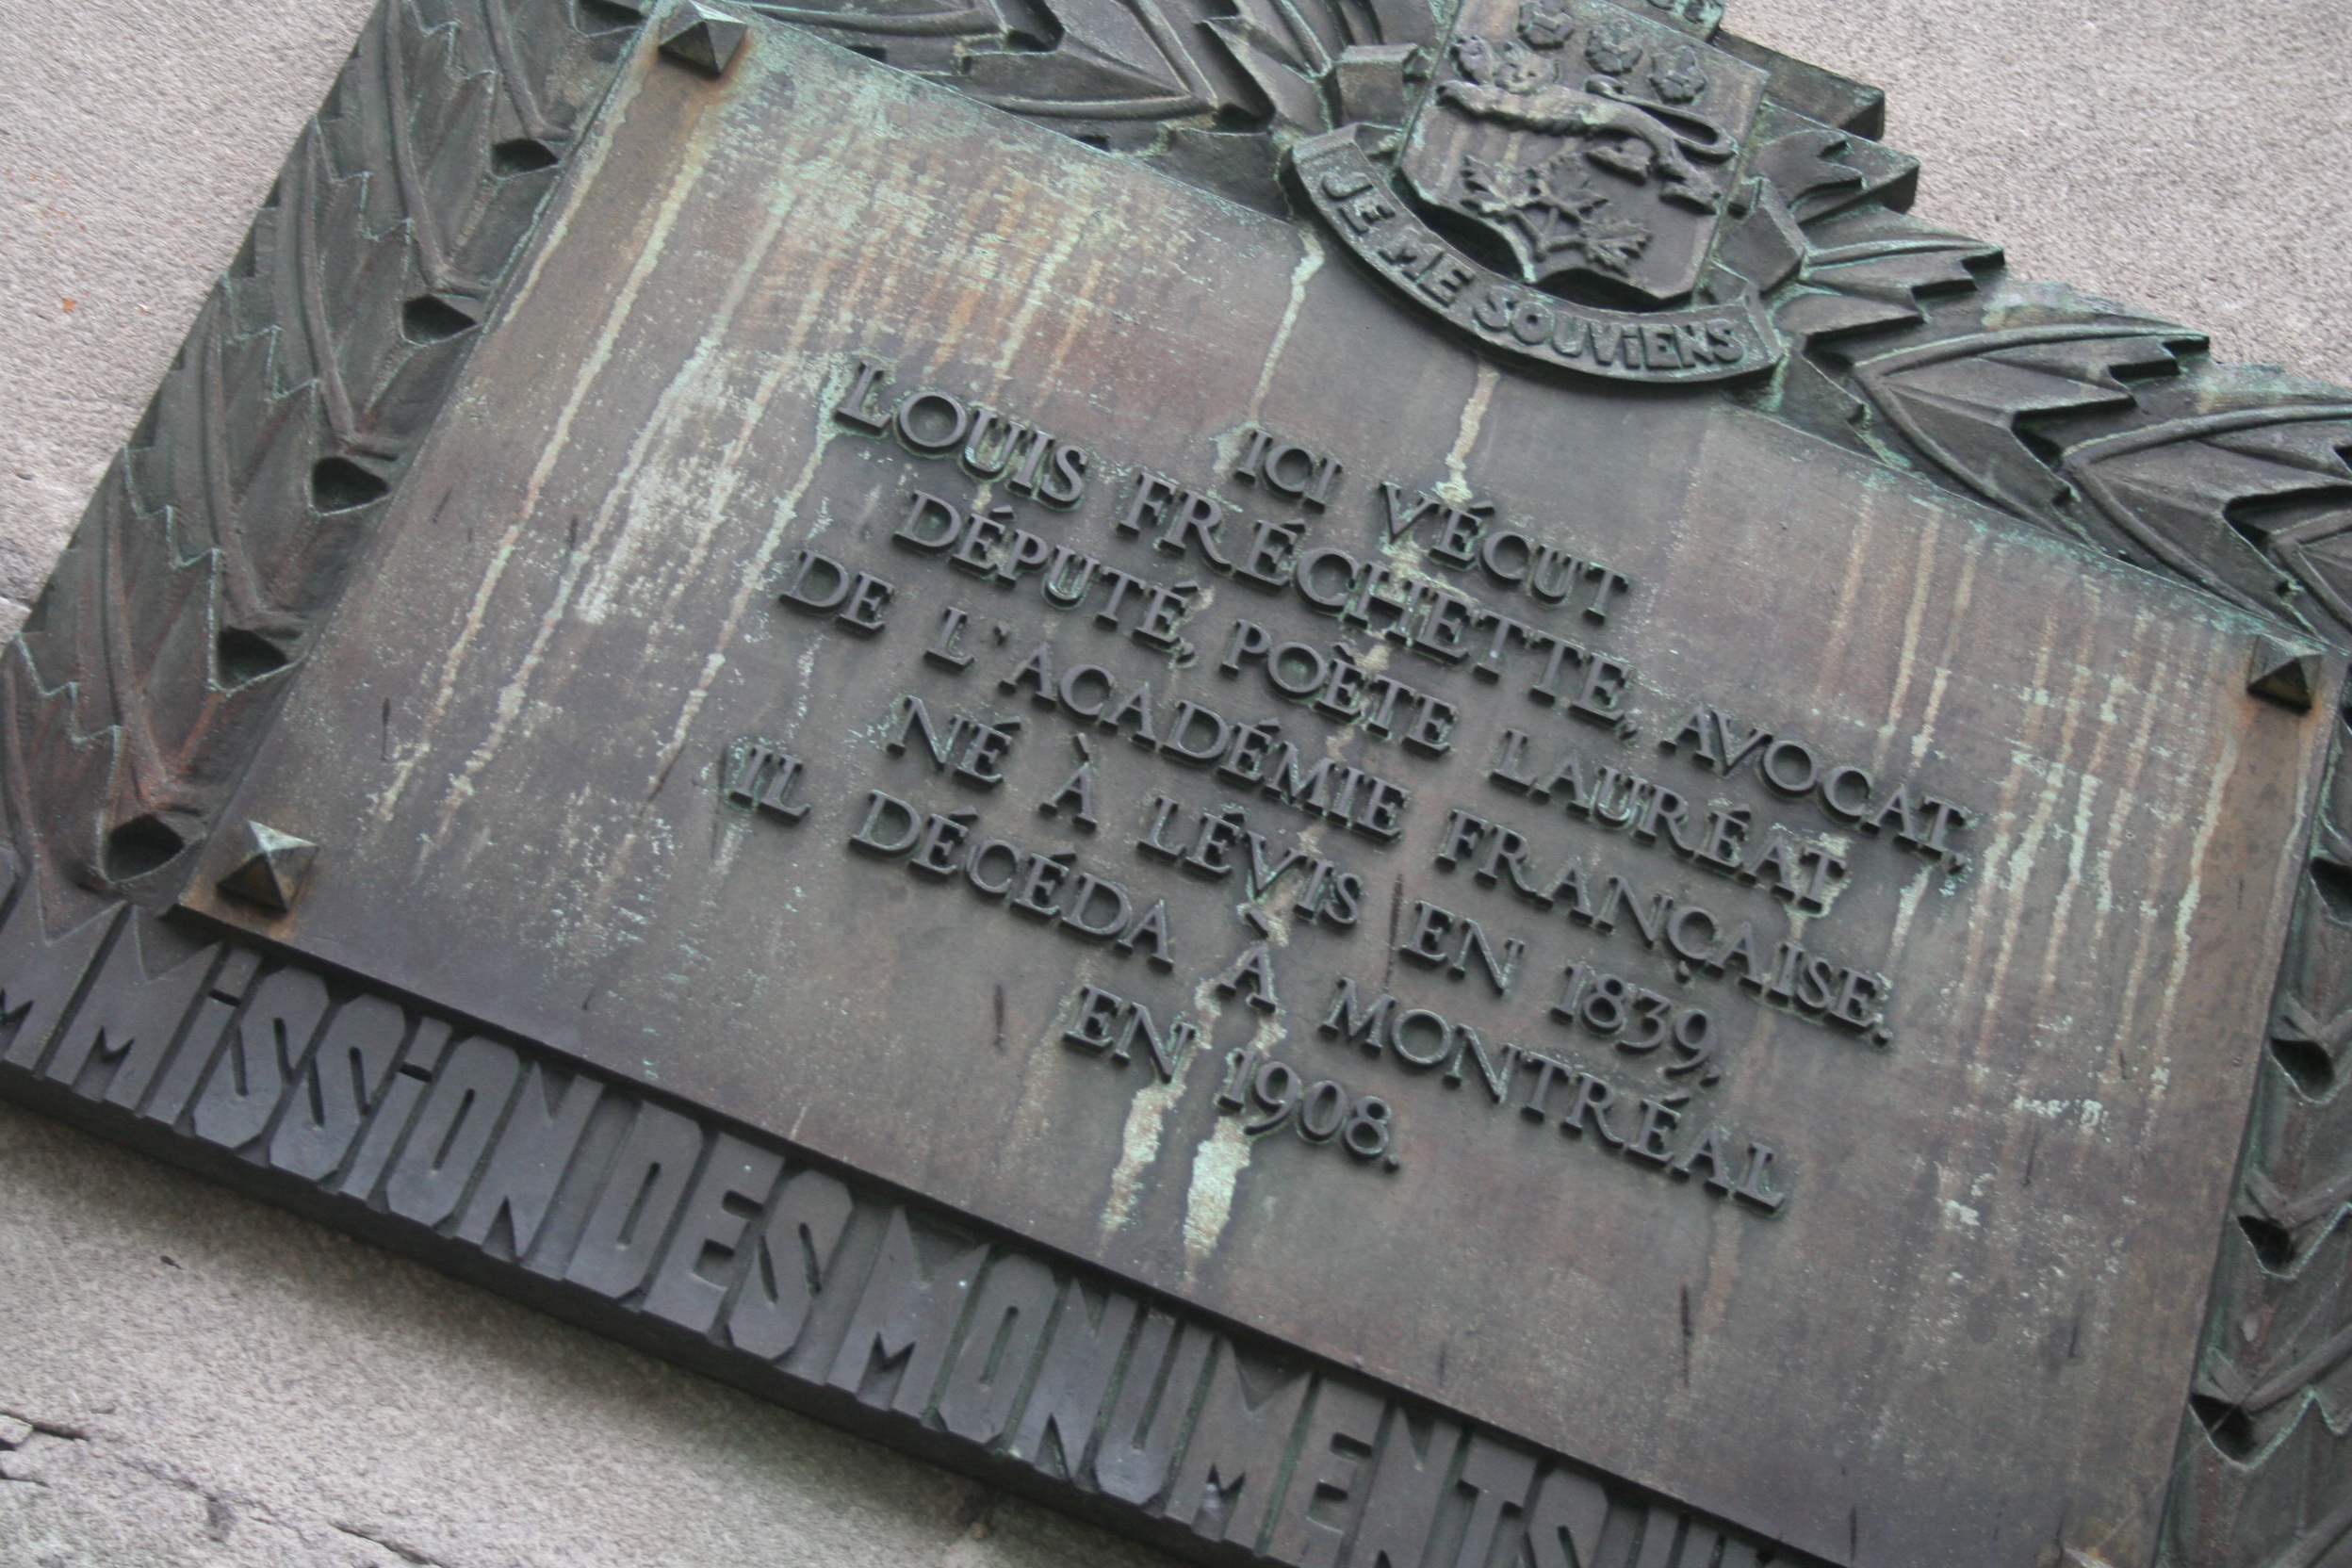 JE ME SOUVIENS
ICI VÉCUT
LOUIS FRÉCHETTE, AVOCAT,
DÉPUTÉ, POÈTE LAURÉAT
DE L'ACADÉMIE FRANÇAISE.
NÉ À LÉVIS EN 1839,
IL DÉCÉDA À MONTRÉAL
EN 1908.
MMISSION DES MONUMENTS